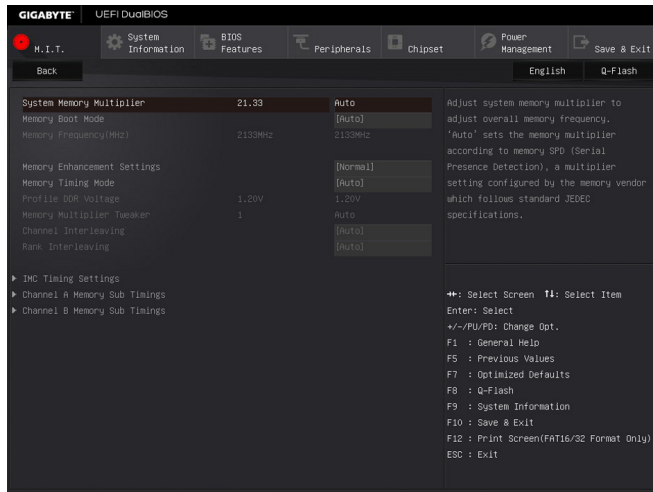 GIGABYTE™ UEFI DualBIOS
M.I.T.
System Information
BIOS Features
Peripherals
Chipset
Power Management
Save & Exit
Back
English
Q-Flash
System Memory Multiplier 21.33 Auto
Memory Boot Mode [Auto]
Memory Frequency(MHz) 2133MHz 2133MHz
Memory Enhancement Settings [Normal]
Memory Timing Mode [Auto]
Profile DDR Voltage 1.20V 1.20V
Memory Multiplier Tweaker 1 Auto
Channel Interleaving [Auto]
Rank Interleaving [Auto]
IMC Timing Settings
Channel A Memory Sub Timings
Channel B Memory Sub Timings
Adjust system memory multiplier to
adjust overall memory frequency.
'Auto' sets the memory multiplier
according to memory SPD (Serial
Presence Detection), a multiplier
setting configured by the memory vendor
which follows standard JEDEC
specifications.
→←: Select Screen ↑↓: Select Item
Enter: Select
+/-/PU/PD: Change Opt.
F1 : General Help
F5 : Previous Values
F7 : Optimized Defaults
F8 : Q-Flash
F9 : System Information
F10 : Save & Exit
F12 : Print Screen(FAT16/32 Format Only)
ESC : Exit